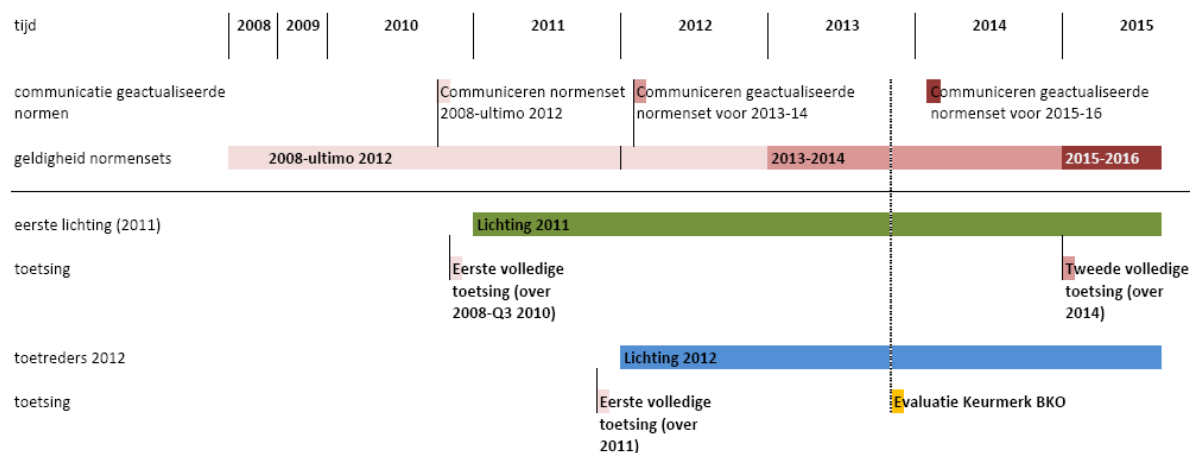 tijd 2008 2009 2010 2011 2012 2013 2014 2015
communicatie geactualiseerde normen
Communiceren normenset
2008-ultimo 2012
Communiceren geactualiseerde
normenset voor 2013-14
Communiceren geactualiseerde
normenset voor 2015-16
geldigheid normensets 2008-ultimo 2012 2013-2014 2015-2016
eerste lichting (2011) Lichting 2011
toetsing
Eerste volledige
toetsing (over
2008-Q3 2010)
Tweede volledige
toetsing (over
2014)
toetreders 2012 Lichting 2012
toetsing
Eerste volledige
toetsing (over
2011)
Evaluatie Keurmerk BKO